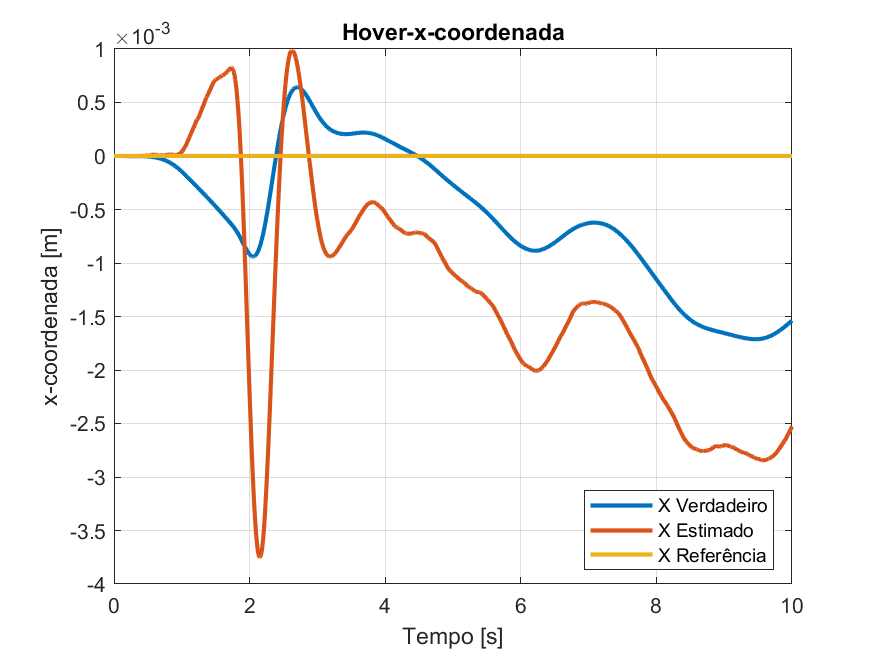 Hover-x-coordenada
×10⁻³
1
0.5
0
-0.5
-1
-1.5
-2
-2.5
-3
-3.5
-4
x-coordenada [m]
0 2 4 6 8 10
Tempo [s]
X Verdadeiro
X Estimado
X Referência